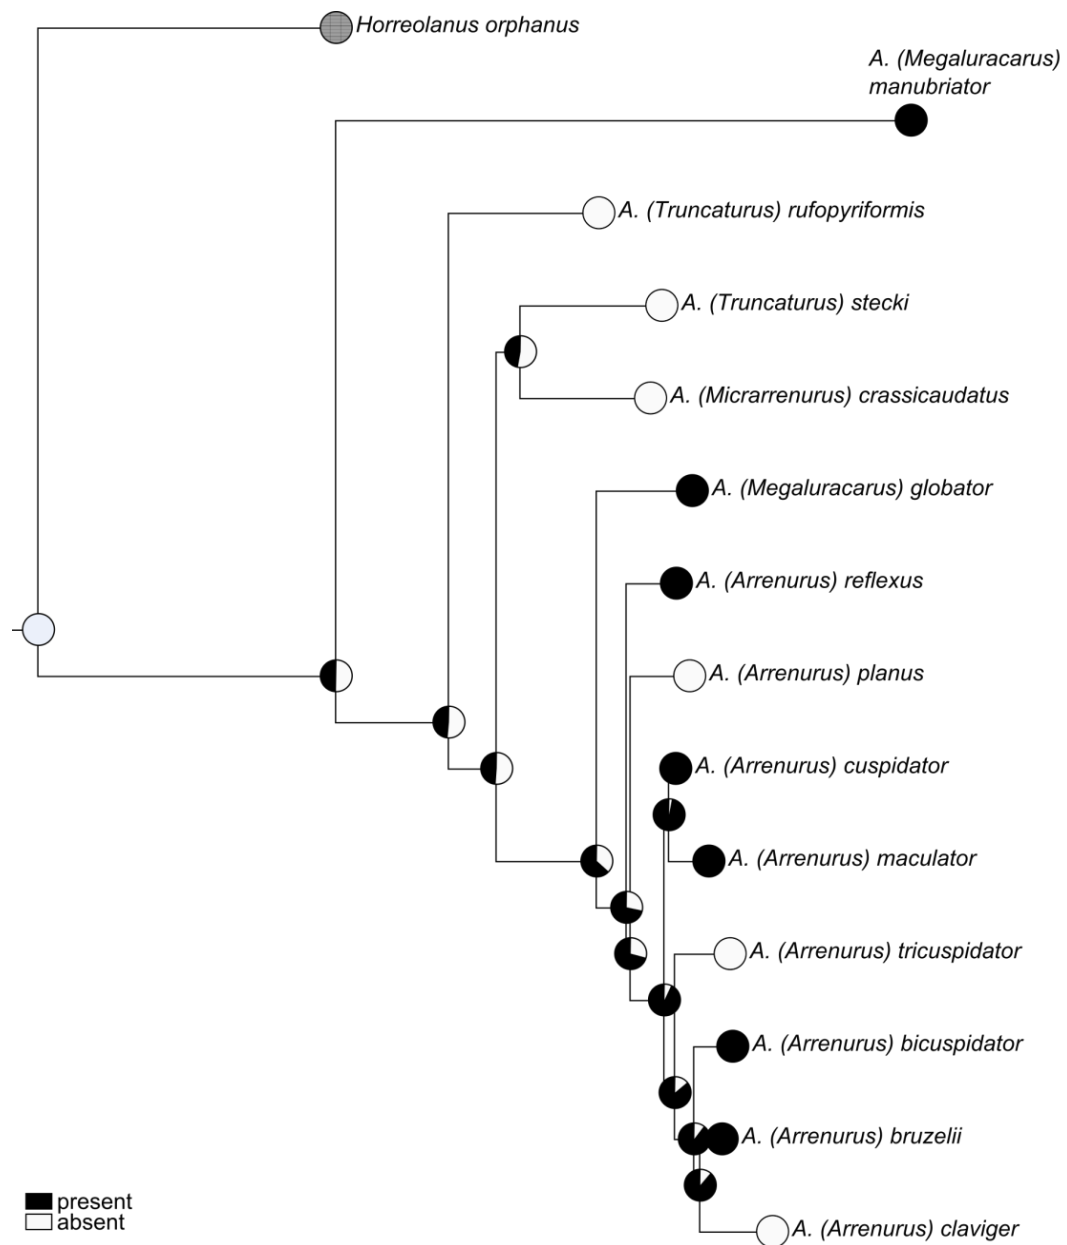 Horreolanus orphanus
A. (Megaluracarus)
manubriator
A. (Truncaturus) rufopyriformis
A. (Truncaturus) stecki
A. (Micrarrenurus) crassicaudatus
A. (Megaluracarus) globator
A. (Arrenurus) reflexus
A. (Arrenurus) planus
A. (Arrenurus) cuspidator
A. (Arrenurus) maculator
A. (Arrenurus) tricuspidator
A. (Arrenurus) bicuspidator
A. (Arrenurus) bruzelii
A. (Arrenurus) claviger
present
absent